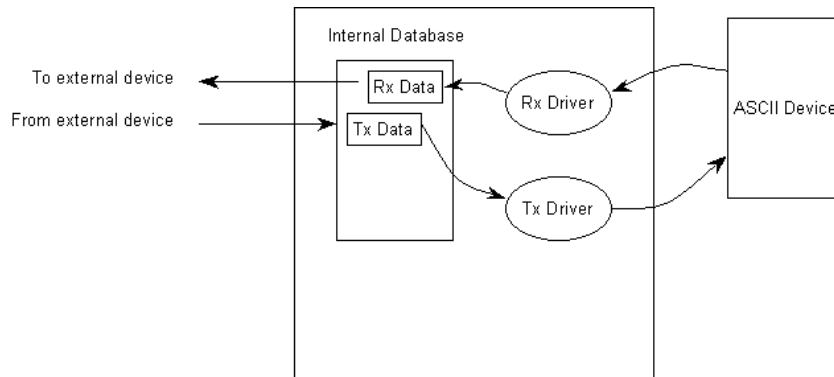 Internal Database
To external device
Rx Data
Rx Driver
From external device
ASCII Device
Tx Data
Tx Driver